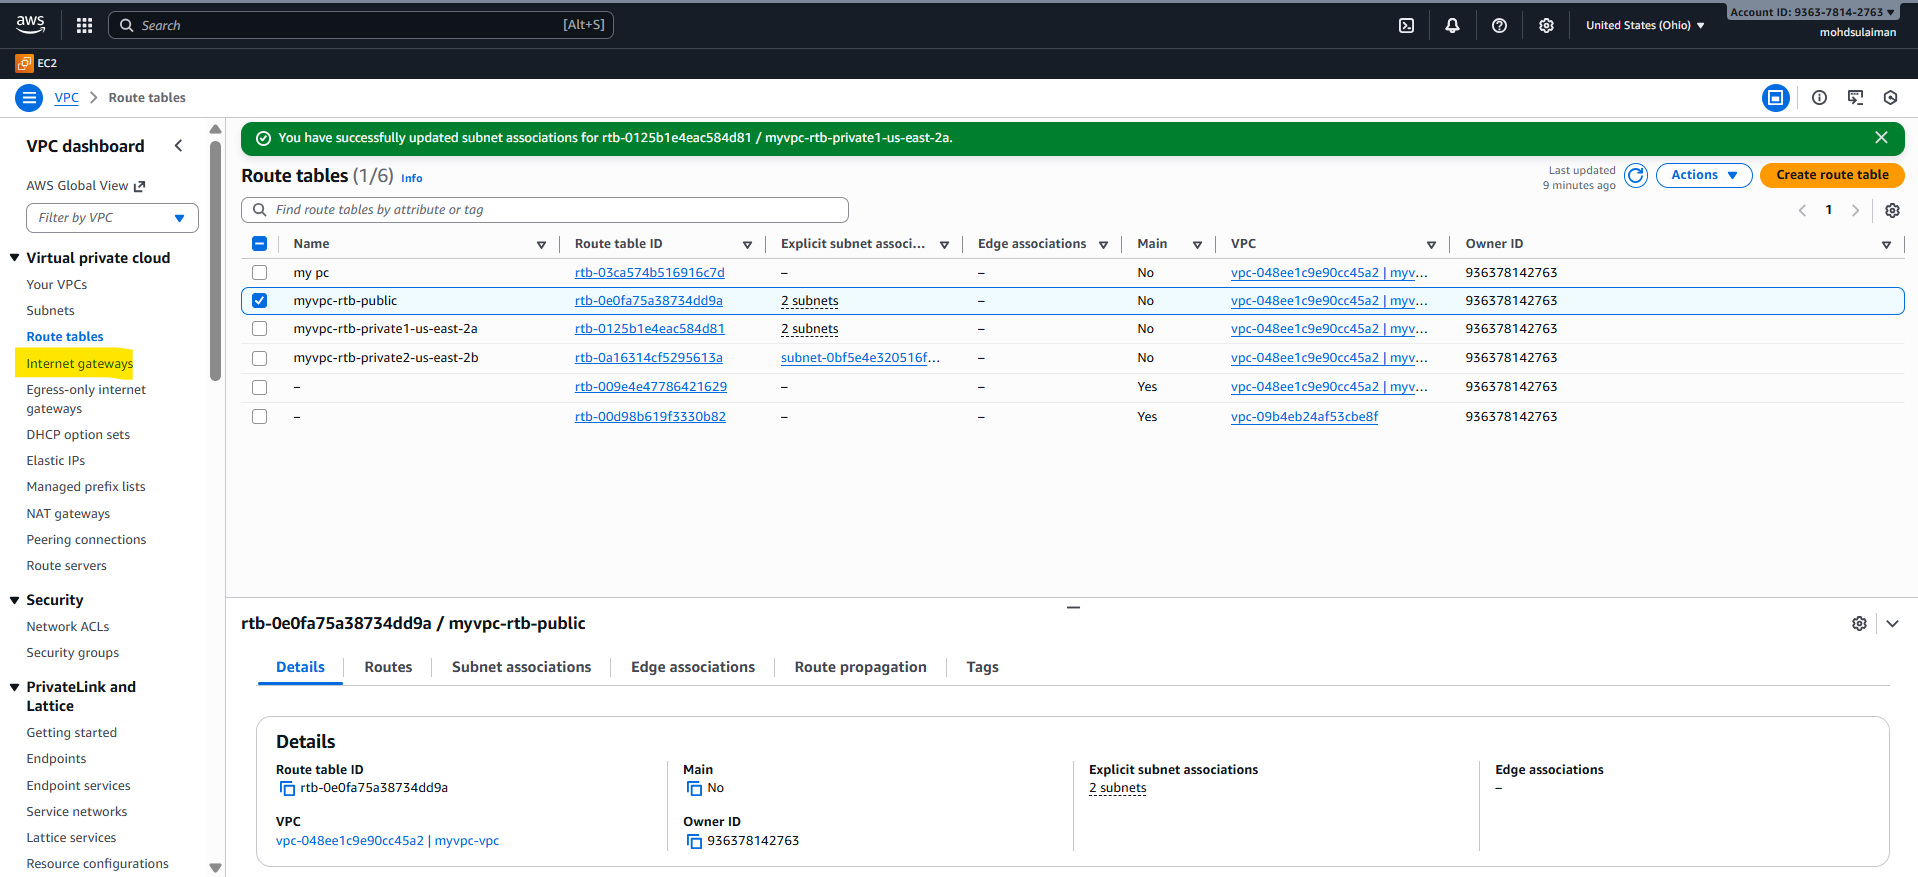 aws
Search [Alt+S]
United States (Ohio)
Account ID: 9363-7814-2763
mohdsulaiman
EC2
VPC Route tables
VPC dashboard
AWS Global View
Filter by VPC
Virtual private cloud
Your VPCs
Subnets
Route tables
Internet gateways
Egress-only internet
gateways
DHCP option sets
Elastic IPs
Managed prefix lists
NAT gateways
Peering connections
Route servers
Security
Network ACLs
Security groups
PrivateLink and
Lattice
Getting started
Endpoints
Endpoint services
Service networks
Lattice services
Resource configurations
You have successfully updated subnet associations for rtb-0125b1e4eac584d81 / myvpc-rtb-private1-us-east-2a.
Route tables (1/6) Info
Last updated
9 minutes ago
Actions
Create route table
Find route tables by attribute or tag
1
Name Route table ID Explicit subnet associ... Edge associations Main VPC Owner ID
my pc rtb-03ca574b516916c7d – – No vpc-048ee1c9e90cc45a2 | myv... 936378142763
myvpc-rtb-public rtb-0e0fa75a38734dd9a 2 subnets – No vpc-048ee1c9e90cc45a2 | myv... 936378142763
myvpc-rtb-private1-us-east-2a rtb-0125b1e4eac584d81 2 subnets – No vpc-048ee1c9e90cc45a2 | myv... 936378142763
myvpc-rtb-private2-us-east-2b rtb-0a16314cf5295613a subnet-0bf5e4e320516f... – No vpc-048ee1c9e90cc45a2 | myv... 936378142763
– rtb-009e4e47786421629 – – Yes vpc-048ee1c9e90cc45a2 | myv... 936378142763
– rtb-00d98b619f3330b82 – – Yes vpc-09b4eb24af53cbe8f 936378142763
rtb-0e0fa75a38734dd9a / myvpc-rtb-public
Details Routes Subnet associations Edge associations Route propagation Tags
Details
Route table ID
rtb-0e0fa75a38734dd9a
Main
No
Explicit subnet associations
2 subnets
Edge associations
–
VPC
vpc-048ee1c9e90cc45a2 | myvpc-vpc
Owner ID
936378142763